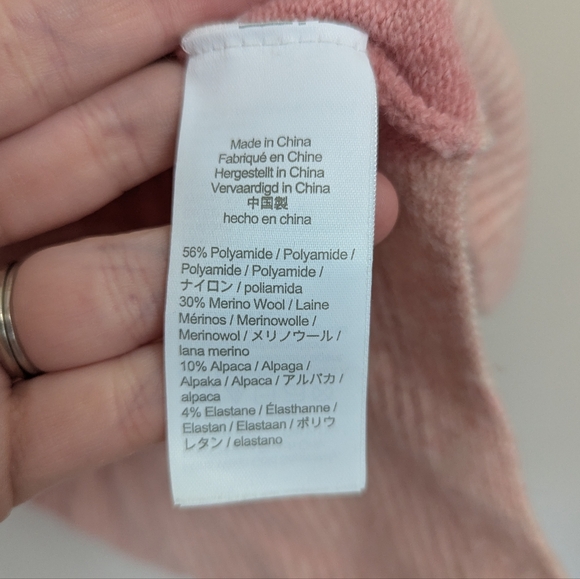 Made in China
Fabriqué en Chine
Hergestellt in China
Vervaardigd in China
中国製
hecho en china
56% Polyamide / Polyamide /
Polyamide / Polyamide /
ナイロン / poliamida
30% Merino Wool / Laine
Mérinos / Merinowolle /
Merinowol / メリノウール /
lana merino
10% Alpaca / Alpaga /
Alpaka / Alpaca / アルパカ /
alpaca
4% Elastane / Élasthanne /
Elastan / Elastaan / ポリウ
レタン / elastano